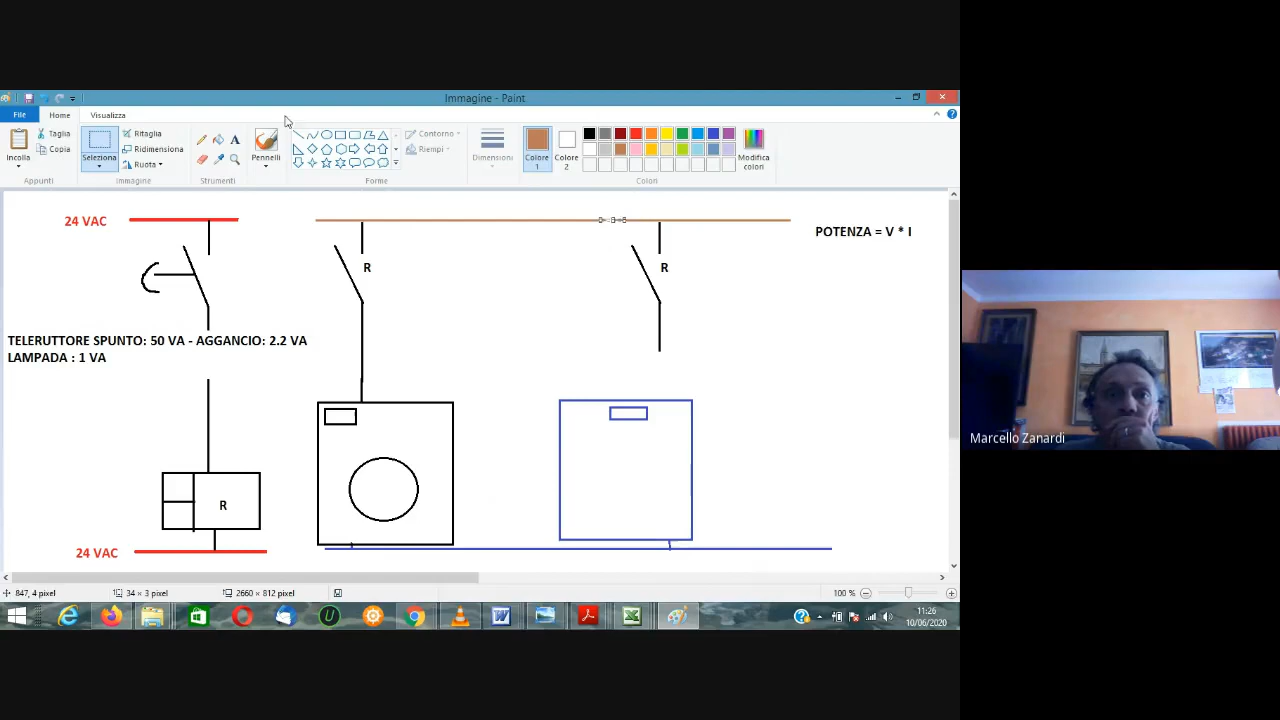 Immagine - Paint
File
Home
Visualizza
Incolla
Taglia
Copia
Appunti
Seleziona
Ritaglia
Ridimensiona
Ruota
Immagine
Strumenti
Pennelli
Contorno
Riempi
Forme
Dimensioni
Colore 1
Colore 2
Modifica colori
Colori
24 VAC
POTENZA = V * I
R
R
TELERUTTORE SPUNTO: 50 VA - AGGANCIO: 2.2 VA
LAMPADA : 1 VA
Marcello Zanardi
R
24 VAC
847, 4 pixel
34 × 3 pixel
2660 × 812 pixel
100 %
11:26
10/06/2020